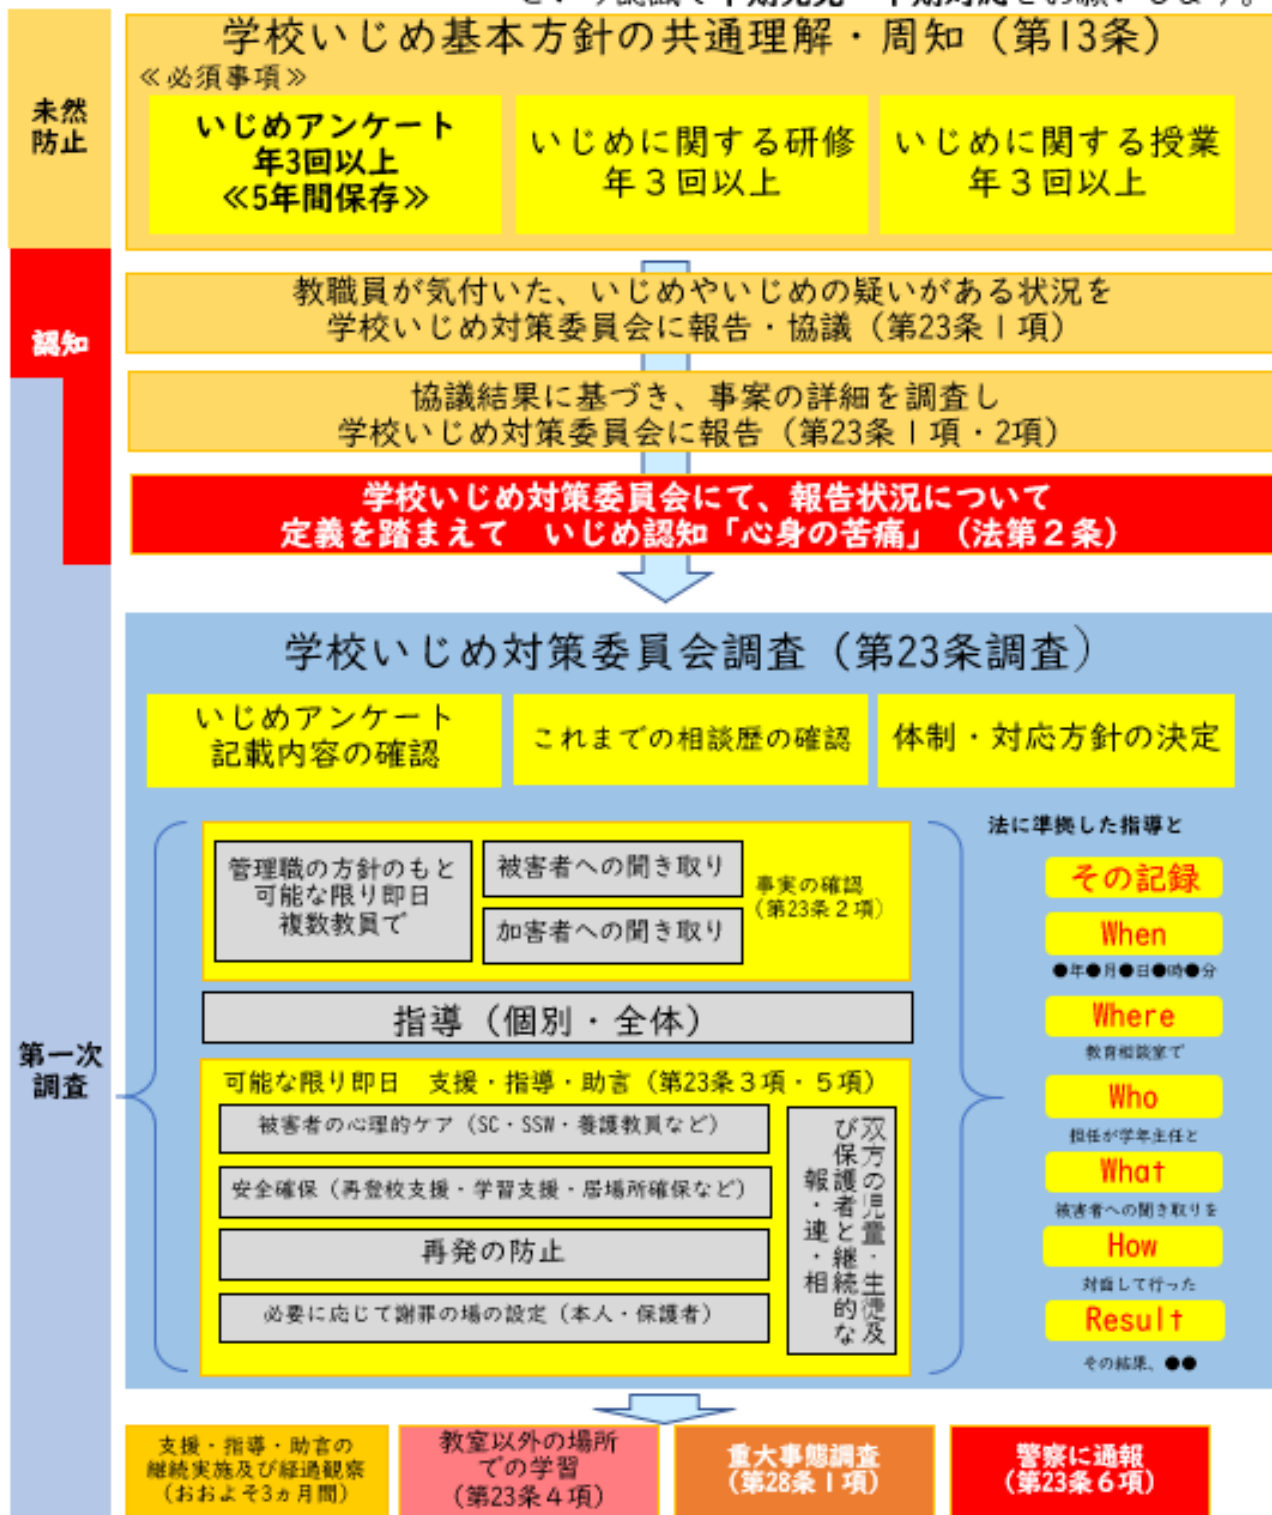 学校いじめ基本方針の共通理解・周知（第13条）
≪必須事項≫
未然
防止
いじめアンケート
年3回以上
≪5年間保存≫
いじめに関する研修
年３回以上
いじめに関する授業
年３回以上
認知
教職員が気付いた、いじめやいじめの疑いがある状況を
学校いじめ対策委員会に報告・協議（第23条１項）
協議結果に基づき、事案の詳細を調査し
学校いじめ対策委員会に報告（第23条１項・2項）
学校いじめ対策委員会にて、報告状況について
定義を踏まえて　いじめ認知「心身の苦痛」（法第２条）
第一次
調査
学校いじめ対策委員会調査（第23条調査）
いじめアンケート
記載内容の確認
これまでの相談歴の確認
体制・対応方針の決定
管理職の方針のもと
可能な限り即日
複数教員で
被害者への聞き取り
加害者への聞き取り
事実の確認
（第23条２項）
指導（個別・全体）
可能な限り即日　支援・指導・助言（第23条３項・５項）
被害者の心理的ケア（SC・SSW・養護教員など）
安全確保（再登校支援・学習支援・居場所確保など）
再発の防止
必要に応じて謝罪の場の設定（本人・保護者）
双方の児童・生徒及
び保護者と継続的な
報・連・相
法に準拠した指導と
その記録
When
●年●月●日●時●分
Where
教育相談室で
Who
担任が学年主任と
What
被害者への聞き取りを
How
対面して行った
Result
その結果、●●
支援・指導・助言の
継続実施及び経過観察
（おおよそ3ヵ月間）
教室以外の場所
での学習
（第23条４項）
重大事態調査
（第28条１項）
警察に通報
（第23条６項）